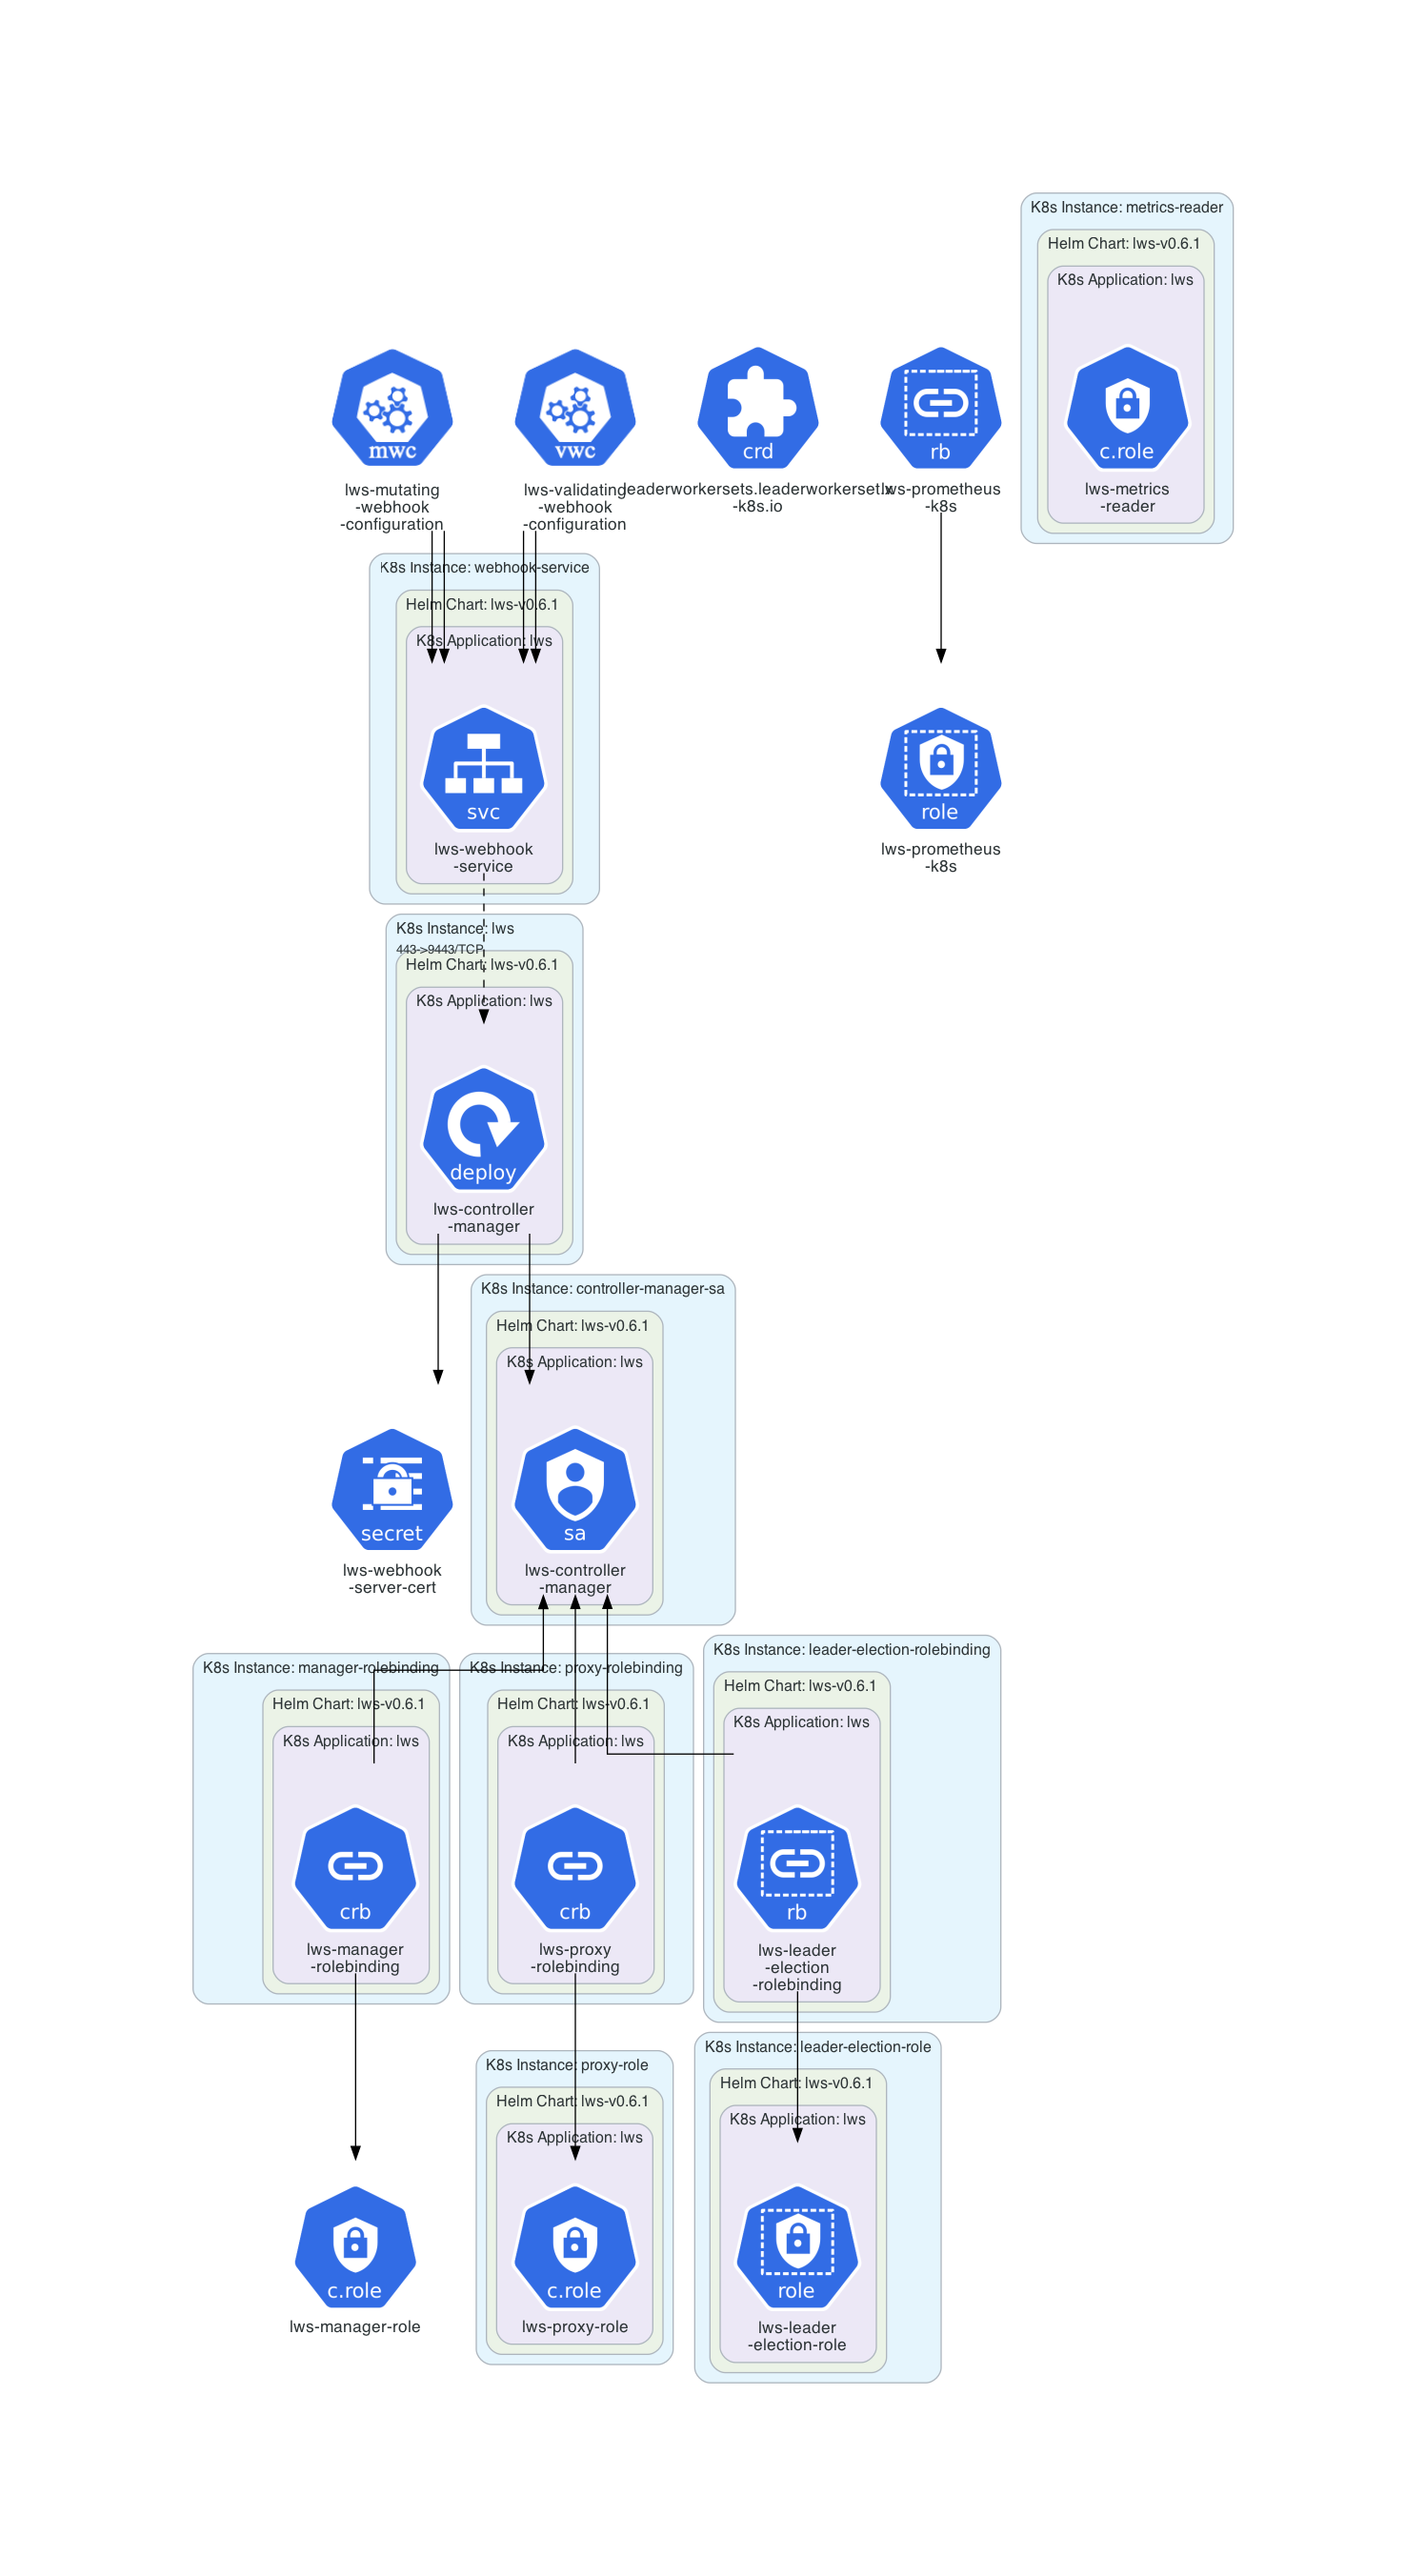 K8s Instance: metrics-reader
Helm Chart: lws-v0.6.1
K8s Application: lws
mwc
vwc
crd
rb
c.role
lws-mutating
-webhook
-configuration
lws-validating
-webhook
-configuration
leaderworkersets.leaderworkerset.x
-k8s.io
lws-prometheus
-k8s
lws-metrics
-reader
K8s Instance: webhook-service
Helm Chart: lws-v0.6.1
K8s Application: lws
svc
lws-webhook
-service
role
lws-prometheus
-k8s
K8s Instance: lws
443->9443/TCP
Helm Chart: lws-v0.6.1
K8s Application: lws
deploy
lws-controller
-manager
K8s Instance: controller-manager-sa
Helm Chart: lws-v0.6.1
K8s Application: lws
secret
lws-webhook
-server-cert
sa
lws-controller
-manager
K8s Instance: manager-rolebinding
Helm Chart: lws-v0.6.1
K8s Application: lws
crb
lws-manager
-rolebinding
K8s Instance: proxy-rolebinding
Helm Chart: lws-v0.6.1
K8s Application: lws
crb
lws-proxy
-rolebinding
K8s Instance: leader-election-rolebinding
Helm Chart: lws-v0.6.1
K8s Application: lws
rb
lws-leader
-election
-rolebinding
c.role
lws-manager-role
K8s Instance: proxy-role
Helm Chart: lws-v0.6.1
K8s Application: lws
c.role
lws-proxy-role
K8s Instance: leader-election-role
Helm Chart: lws-v0.6.1
K8s Application: lws
role
lws-leader
-election-role